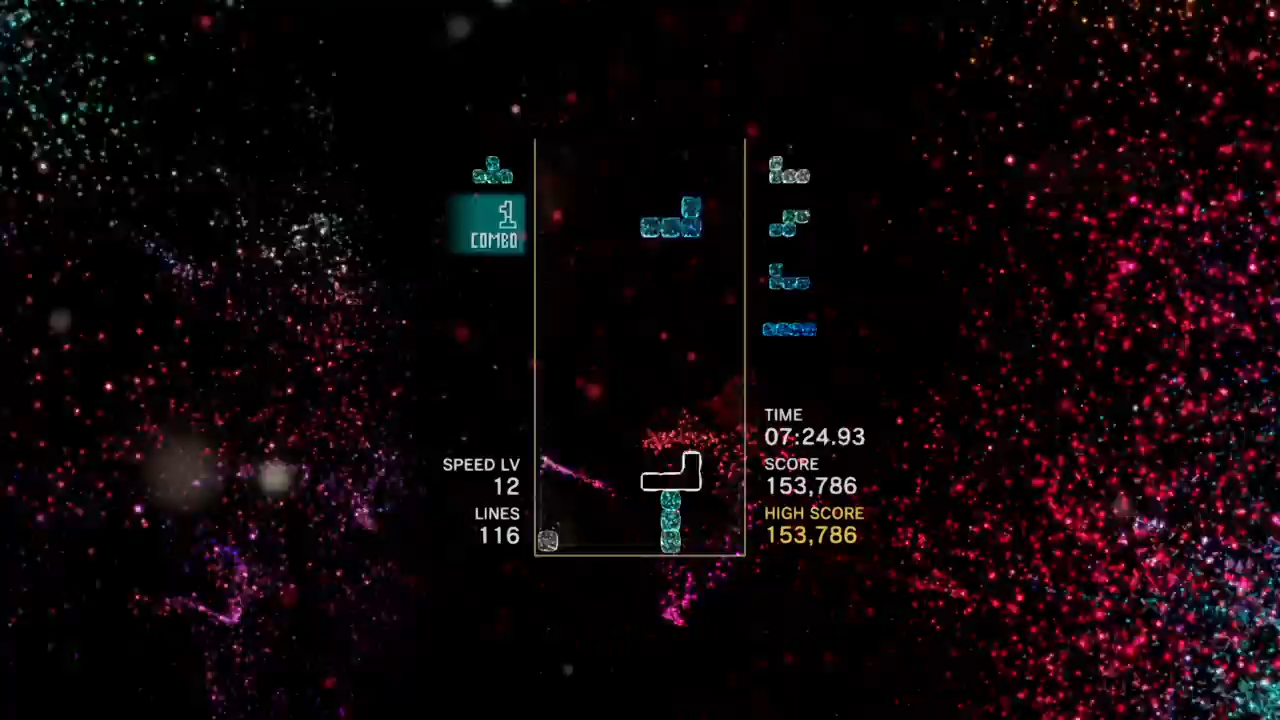 1
COMBO
SPEED LV
12
LINES
116
TIME
07:24.93
SCORE
153,786
HIGH SCORE
153,786